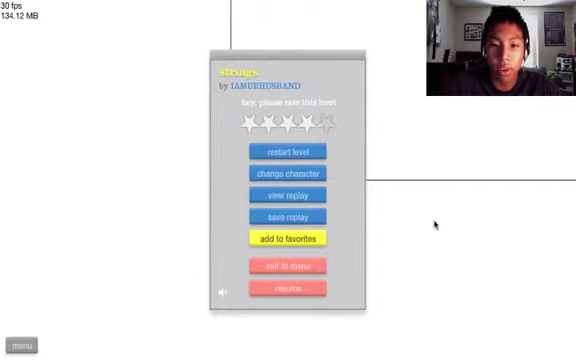 30 fps
134.12 MB
strings
by IAMURHUSBAND
hey, please rate this level
restart level
change character
view replay
save replay
add to favorites
exit to menu
resume
menu